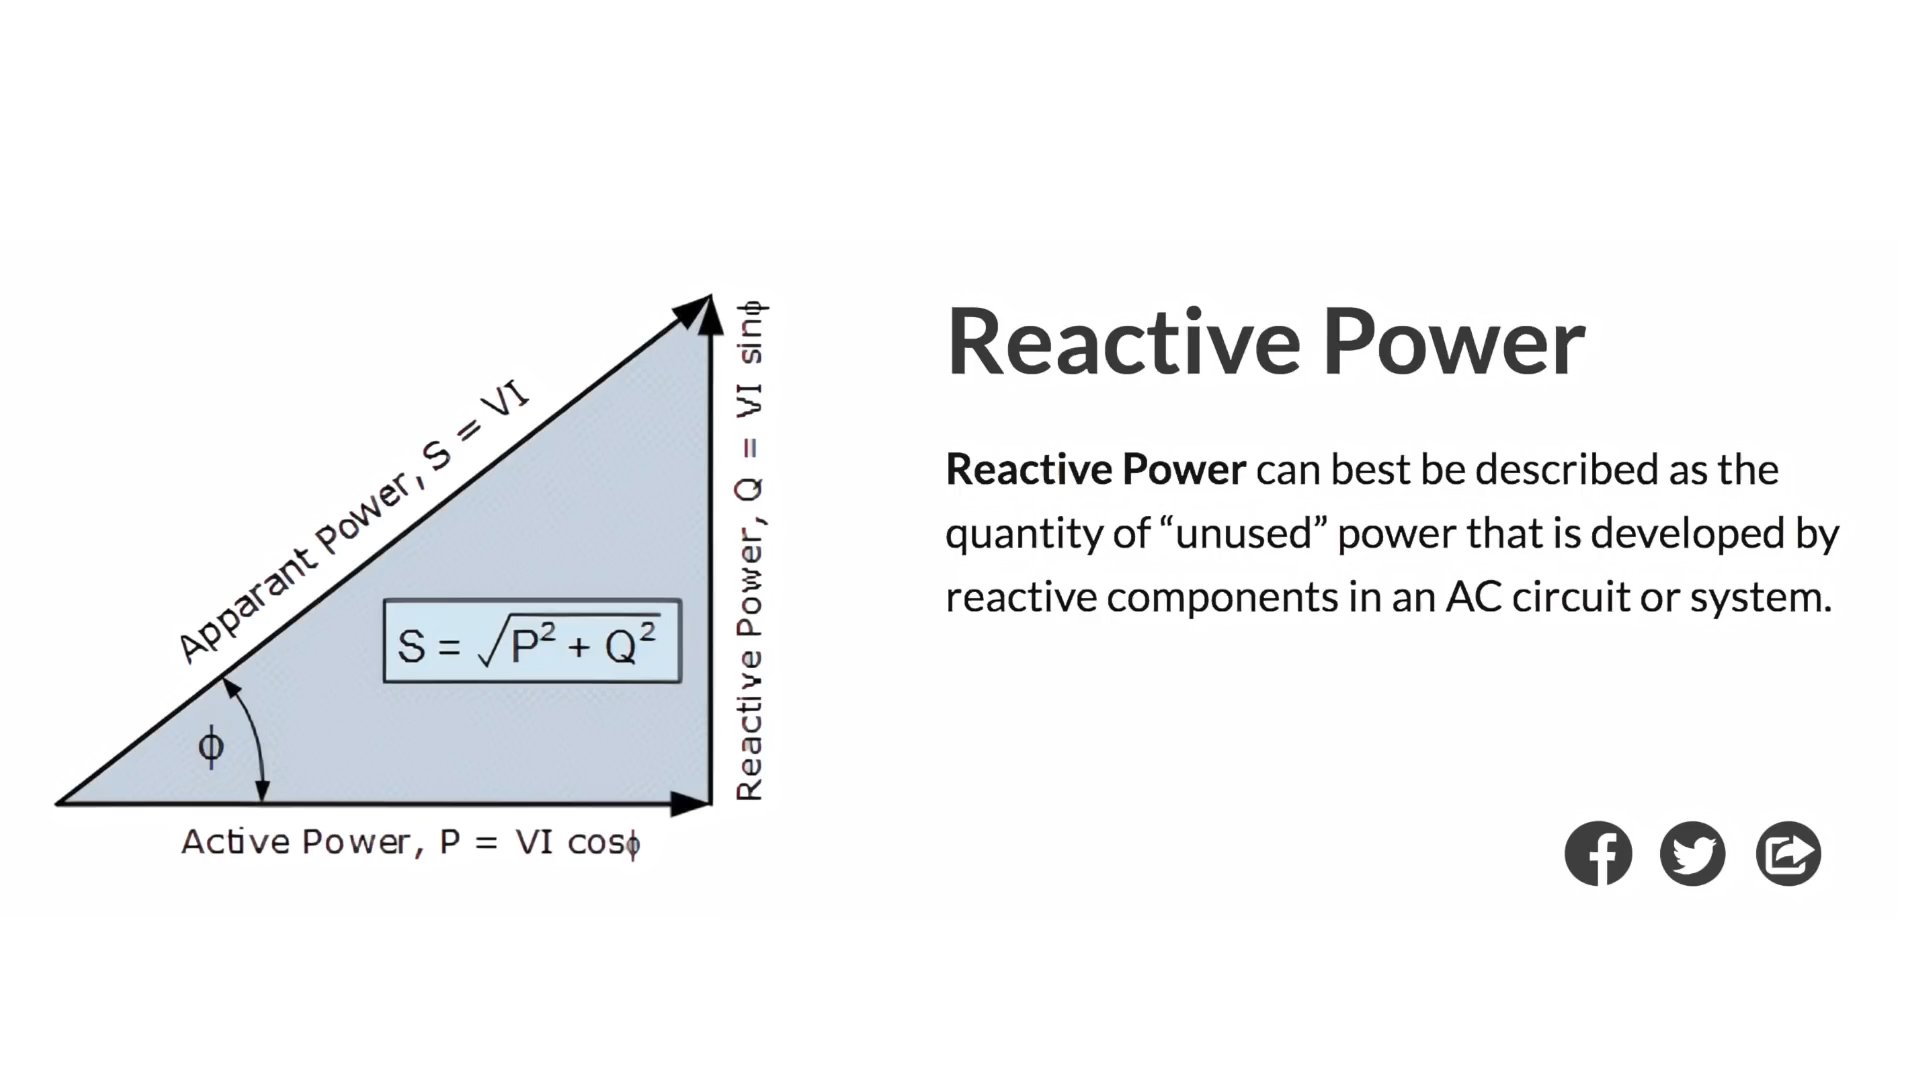 Apparant Power, S = VI
Reactive Power, Q = VI sinϕ
S = √P² + Q²
ϕ
Active Power, P = VI cosϕ
Reactive Power
Reactive Power can best be described as the
quantity of “unused” power that is developed by
reactive components in an AC circuit or system.